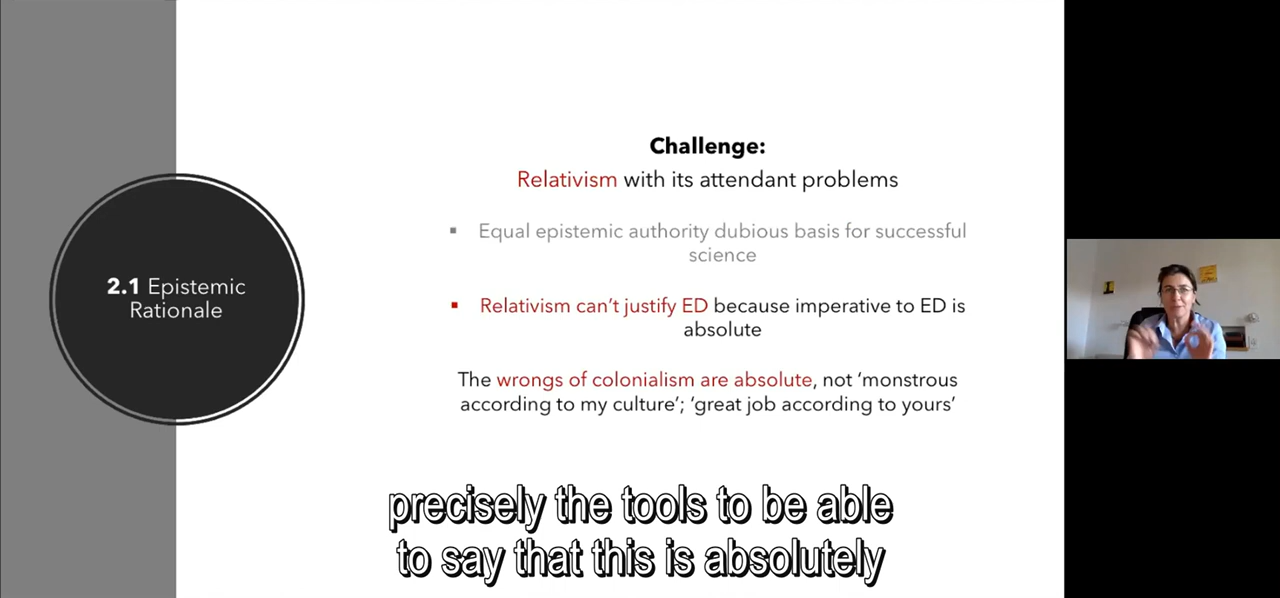 2.1 Epistemic
Rationale
Challenge:
Relativism with its attendant problems
▪ Equal epistemic authority dubious basis for successful
science
▪ Relativism can't justify ED because imperative to ED is
absolute
The wrongs of colonialism are absolute, not ‘monstrous
according to my culture’; ‘great job according to yours’
precisely the tools to be able
to say that this is absolutely